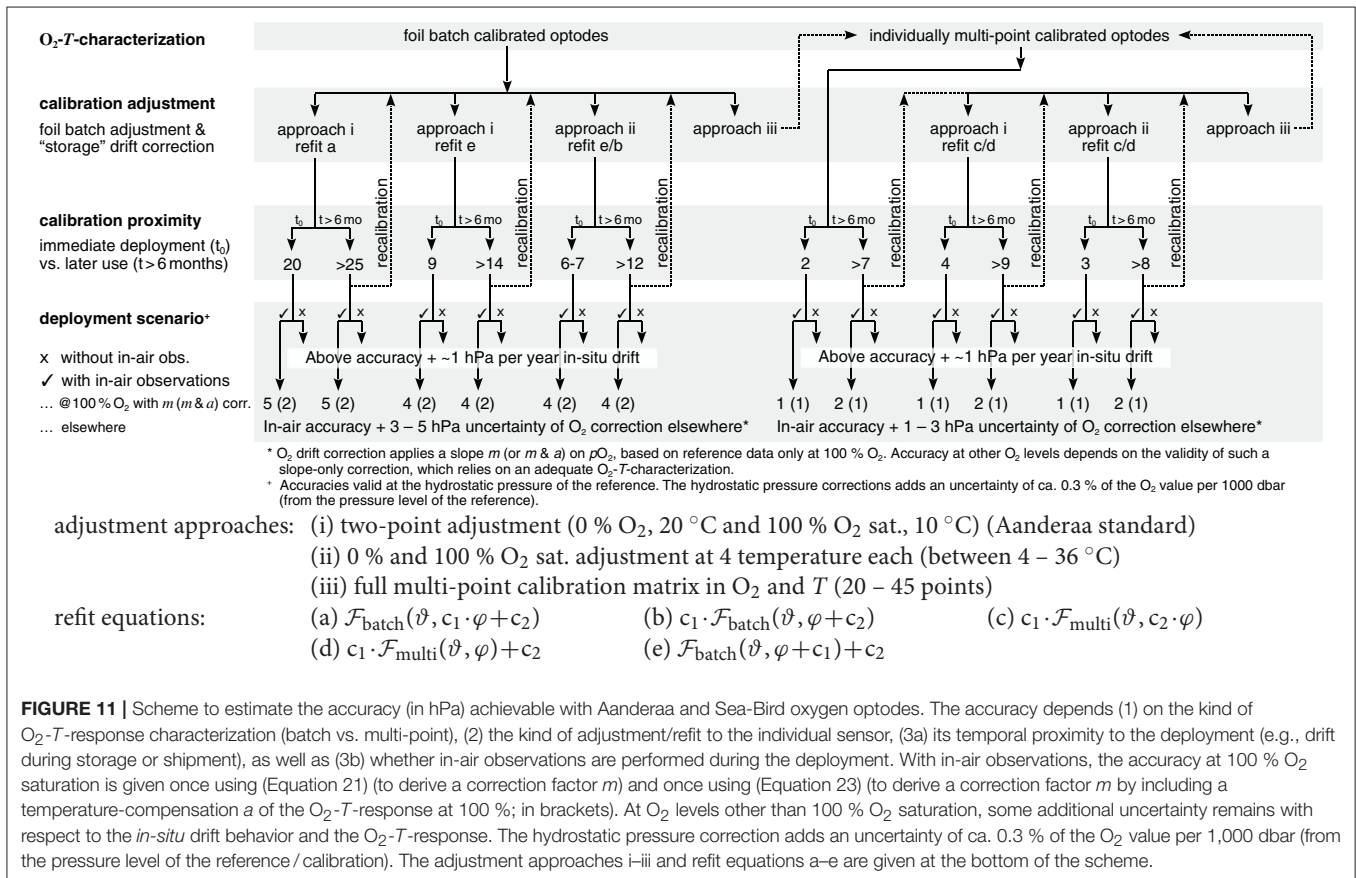 O₂-T-characterization
foil batch calibrated optodes
individually multi-point calibrated optodes
calibration adjustment
foil batch adjustment &
"storage" drift correction
approach i
refit a
approach i
refit e
approach ii
refit e/b
approach iii
approach i
refit c/d
approach ii
refit c/d
approach iii
recalibration
recalibration
recalibration
recalibration
recalibration
recalibration
calibration proximity
immediate deployment (t₀)
vs. later use (t > 6 months)
t₀ t > 6 mo t₀ t > 6 mo t₀ t > 6 mo t₀ t > 6 mo t₀ t > 6 mo t₀ t > 6 mo
20 >25 9 >14 6-7 >12 2 >7 4 >9 3 >8
deployment scenario⁺
✓ x ✓ x ✓ x ✓ x ✓ x ✓ x ✓ x ✓ x ✓ x ✓ x ✓ x ✓ x
x without in-air obs.
✓ with in-air observations
... @100 % O₂ with m (m & a) corr.
... elsewhere
Above accuracy + ~1 hPa per year in-situ drift
Above accuracy + ~1 hPa per year in-situ drift
5 (2) 5 (2) 4 (2) 4 (2) 4 (2) 4 (2) 1 (1) 2 (1) 1 (1) 2 (1) 1 (1) 2 (1)
In-air accuracy + 3 – 5 hPa uncertainty of O₂ correction elsewhere*
In-air accuracy + 1 – 3 hPa uncertainty of O₂ correction elsewhere*
* O₂ drift correction applies a slope m (or m & a) on pO₂, based on reference data only at 100 % O₂. Accuracy at other O₂ levels depends on the validity of such a
slope-only correction, which relies on an adequate O₂-T-characterization.
⁺ Accuracies valid at the hydrostatic pressure of the reference. The hydrostatic pressure corrections adds an uncertainty of ca. 0.3 % of the O₂ value per 1000 dbar
(from the pressure level of the reference).
adjustment approaches: (i) two-point adjustment (0 % O₂, 20 °C and 100 % O₂ sat., 10 °C) (Aanderaa standard)
(ii) 0 % and 100 % O₂ sat. adjustment at 4 temperature each (between 4 – 36 °C)
(iii) full multi-point calibration matrix in O₂ and T (20 – 45 points)
refit equations: (a) ℱbatch(ϑ, c₁·φ+c₂) (b) c₁·ℱbatch(ϑ, φ+c₂) (c) c₁·ℱmulti(ϑ, c₂·φ)
(d) c₁·ℱmulti(ϑ, φ)+c₂ (e) ℱbatch(ϑ, φ+c₁)+c₂
FIGURE 11 | Scheme to estimate the accuracy (in hPa) achievable with Aanderaa and Sea-Bird oxygen optodes. The accuracy depends (1) on the kind of
O₂-T-response characterization (batch vs. multi-point), (2) the kind of adjustment/refit to the individual sensor, (3a) its temporal proximity to the deployment (e.g., drift
during storage or shipment), as well as (3b) whether in-air observations are performed during the deployment. With in-air observations, the accuracy at 100 % O₂
saturation is given once using (Equation 21) (to derive a correction factor m) and once using (Equation 23) (to derive a correction factor m by including a
temperature-compensation a of the O₂-T-response at 100 %; in brackets). At O₂ levels other than 100 % O₂ saturation, some additional uncertainty remains with
respect to the in-situ drift behavior and the O₂-T-response. The hydrostatic pressure correction adds an uncertainty of ca. 0.3 % of the O₂ value per 1,000 dbar (from
the pressure level of the reference / calibration). The adjustment approaches i–iii and refit equations a–e are given at the bottom of the scheme.